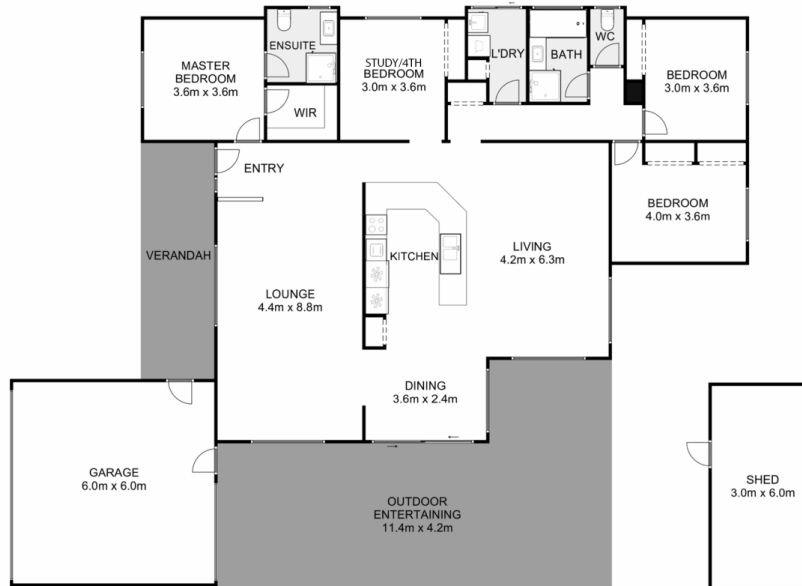 ENSUITE
WC
L'DRY
BATH
MASTER
BEDROOM
3.6m x 3.6m
STUDY/4TH
BEDROOM
3.0m x 3.6m
BEDROOM
3.0m x 3.6m
WIR
ENTRY
BEDROOM
4.0m x 3.6m
VERANDAH
KITCHEN
LIVING
4.2m x 6.3m
LOUNGE
4.4m x 8.8m
DINING
3.6m x 2.4m
GARAGE
6.0m x 6.0m
SHED
3.0m x 6.0m
OUTDOOR
ENTERTAINING
11.4m x 4.2m